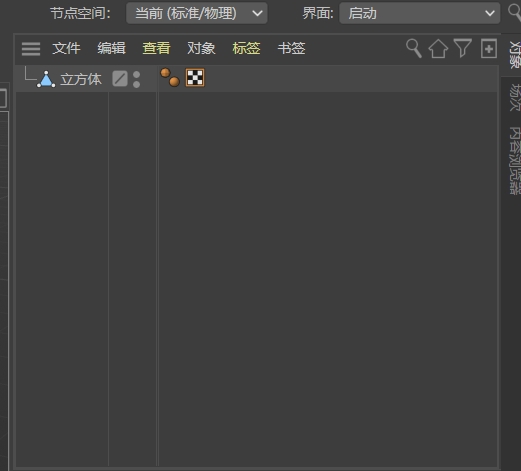 节点空间: 当前 (标准/物理) 界面: 启动
文件 编辑 查看 对象 标签 书签
立方体
对象
场次
内容浏览器